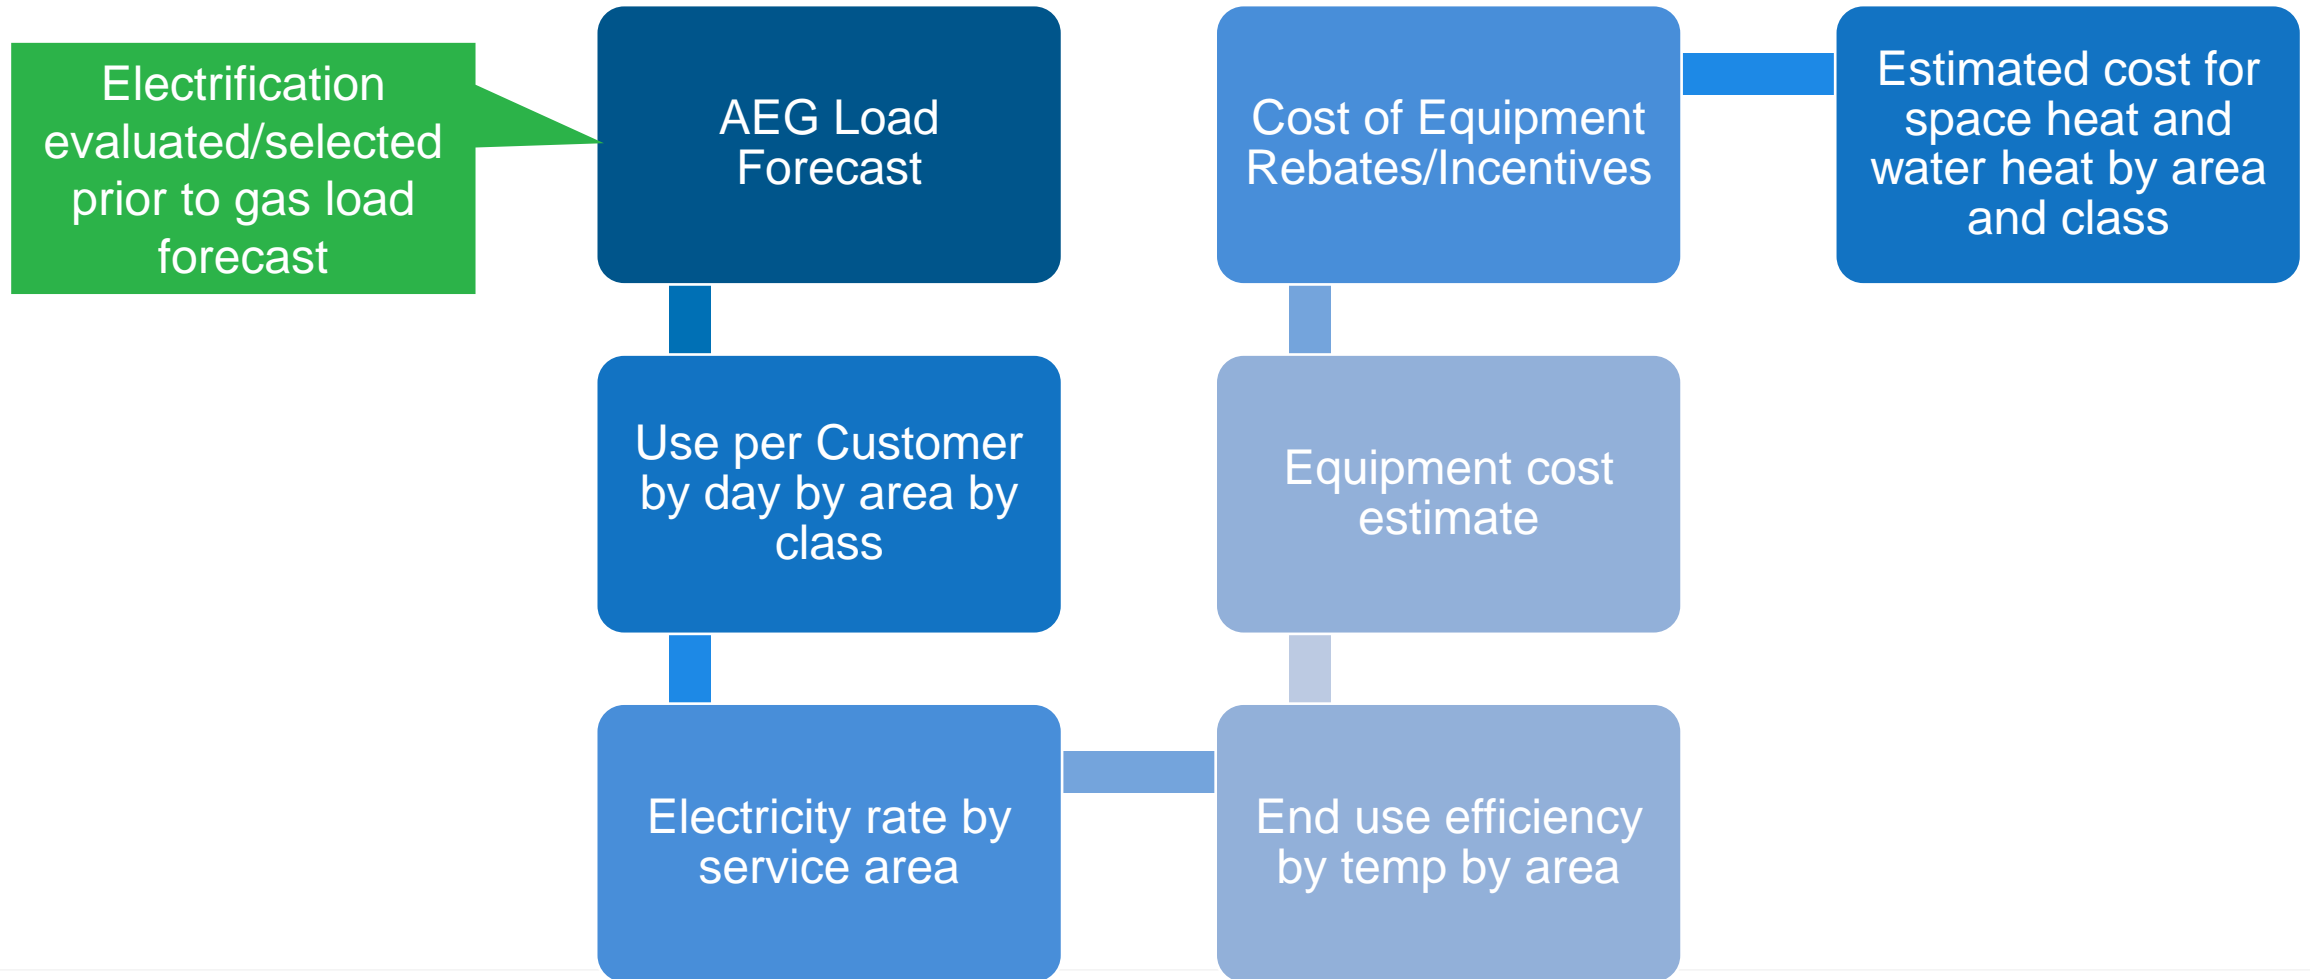 Electrification
evaluated/selected
prior to gas load
forecast
AEG Load
Forecast
Use per Customer
by day by area by
class
Electricity rate by
service area
End use efficiency
by temp by area
Equipment cost
estimate
Cost of Equipment
Rebates/Incentives
Estimated cost for
space heat and
water heat by area
and class